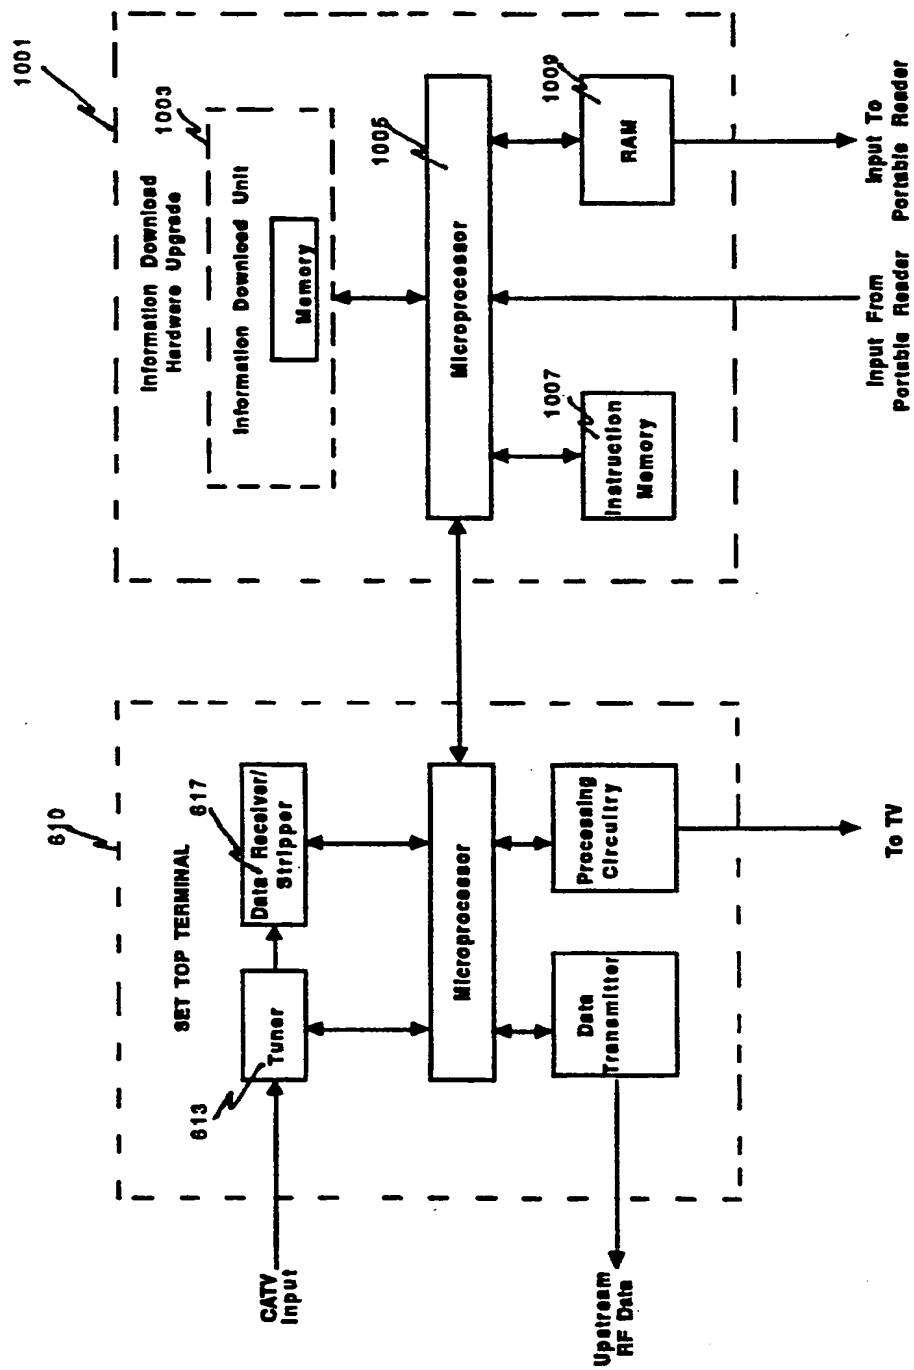 610
SET TOP TERMINAL
CATV
Input
613
Tuner
617
Data Receiver/
Stripper
Microprocessor
Data
Transmitter
Processing
Circuitry
Upstream
RF Data
To TV
1001
Information Download
Hardware Upgrade
1003
Information Download Unit
Memory
1005
Microprocessor
1007
Instruction
Memory
1009
RAM
Input From
Portable Reader
Input To
Portable Reader